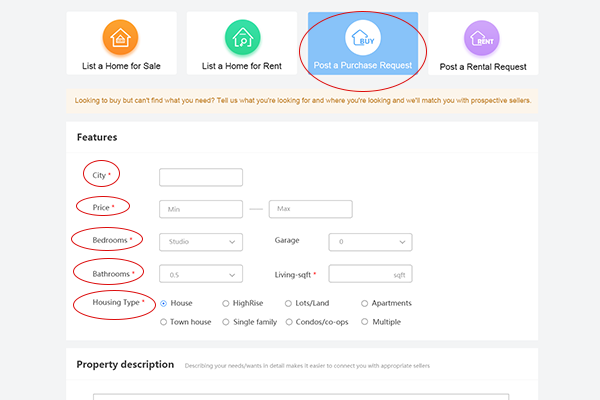 BUY
RENT
List a Home for Sale
List a Home for Rent
Post a Purchase Request
Post a Rental Request
Looking to buy but can't find what you need? Tell us what you're looking for and where you're looking and we'll match you with prospective sellers.
Features
City *
Price *
Min
Max
Bedrooms *
Studio
Garage
0
Bathrooms *
0.5
Living-sqft *
sqft
Housing Type *
House
HighRise
Lots/Land
Apartments
Town house
Single family
Condos/co-ops
Multiple
Property description
Describing your needs/wants in detail makes it easier to connect you with appropriate sellers